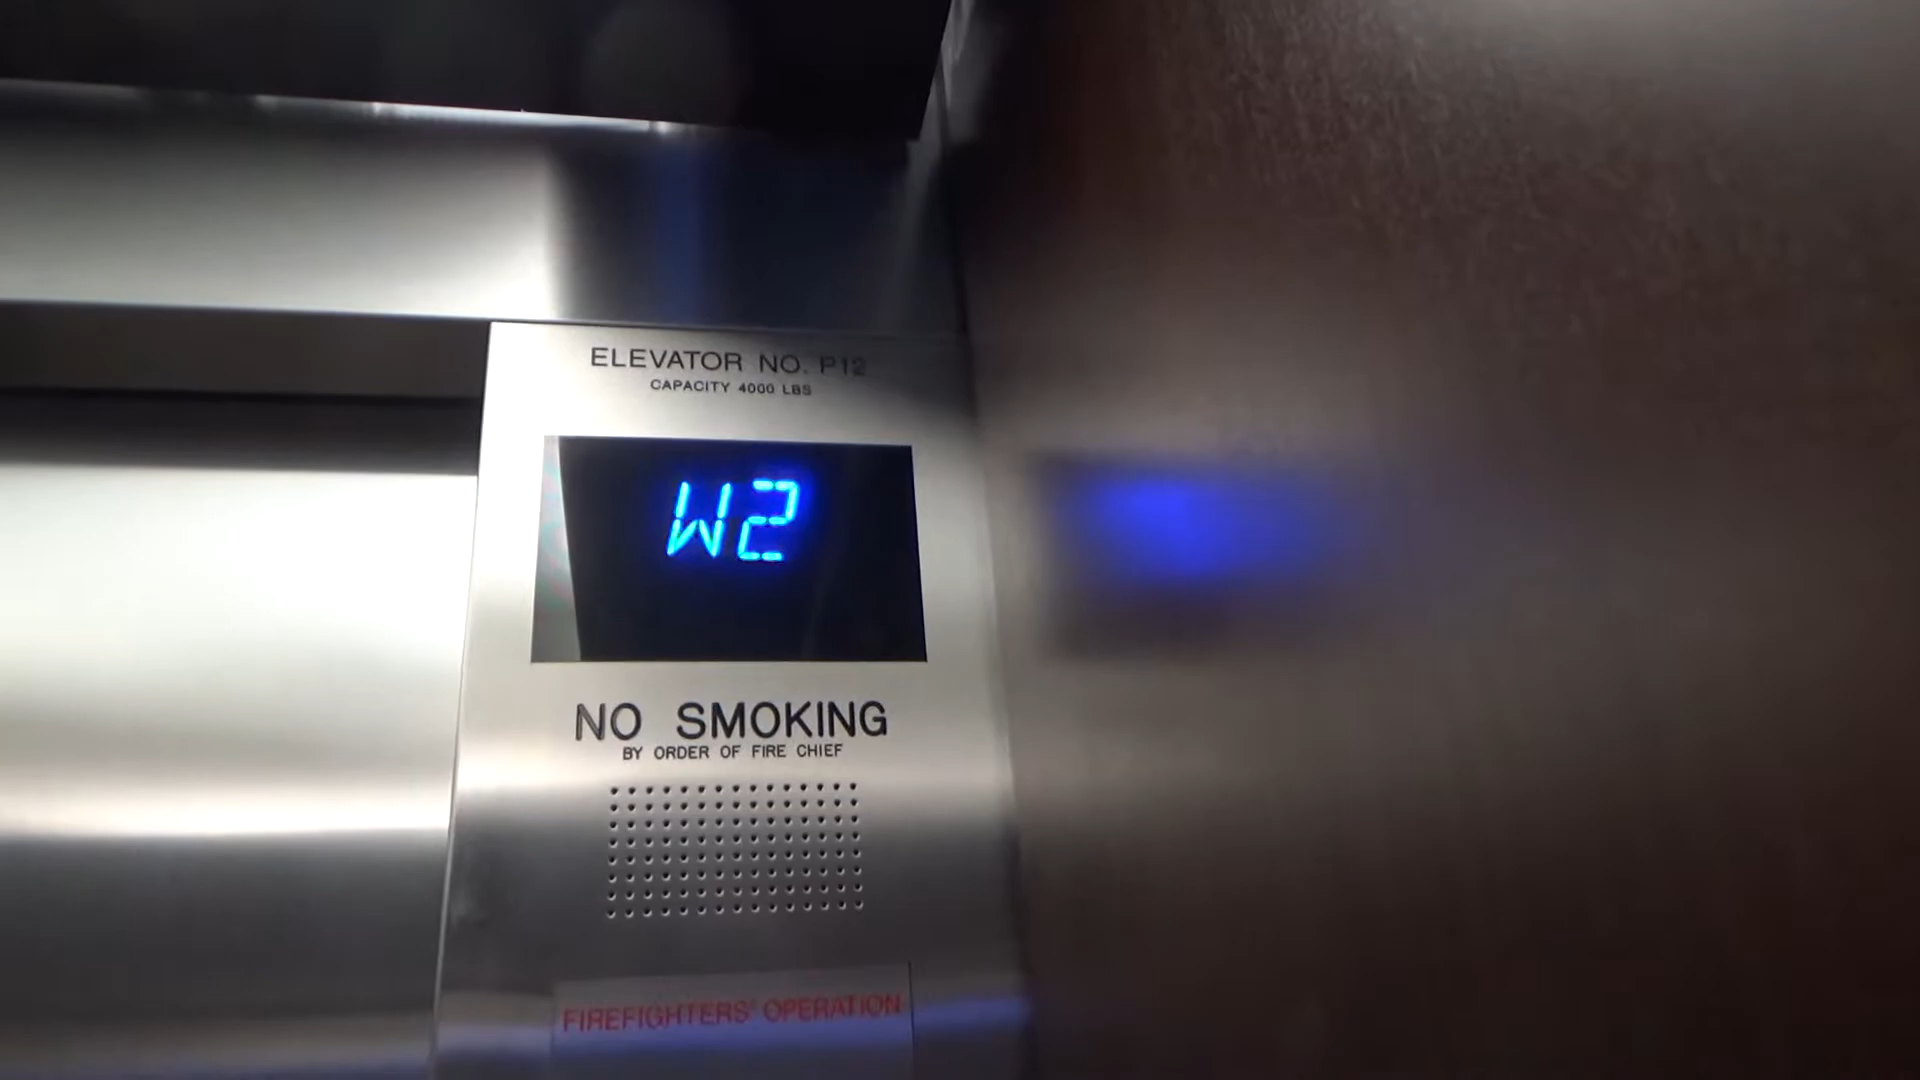 ELEVATOR NO. P12
CAPACITY 4000 LBS
W2
NO SMOKING
BY ORDER OF FIRE CHIEF
FIREFIGHTERS' OPERATION